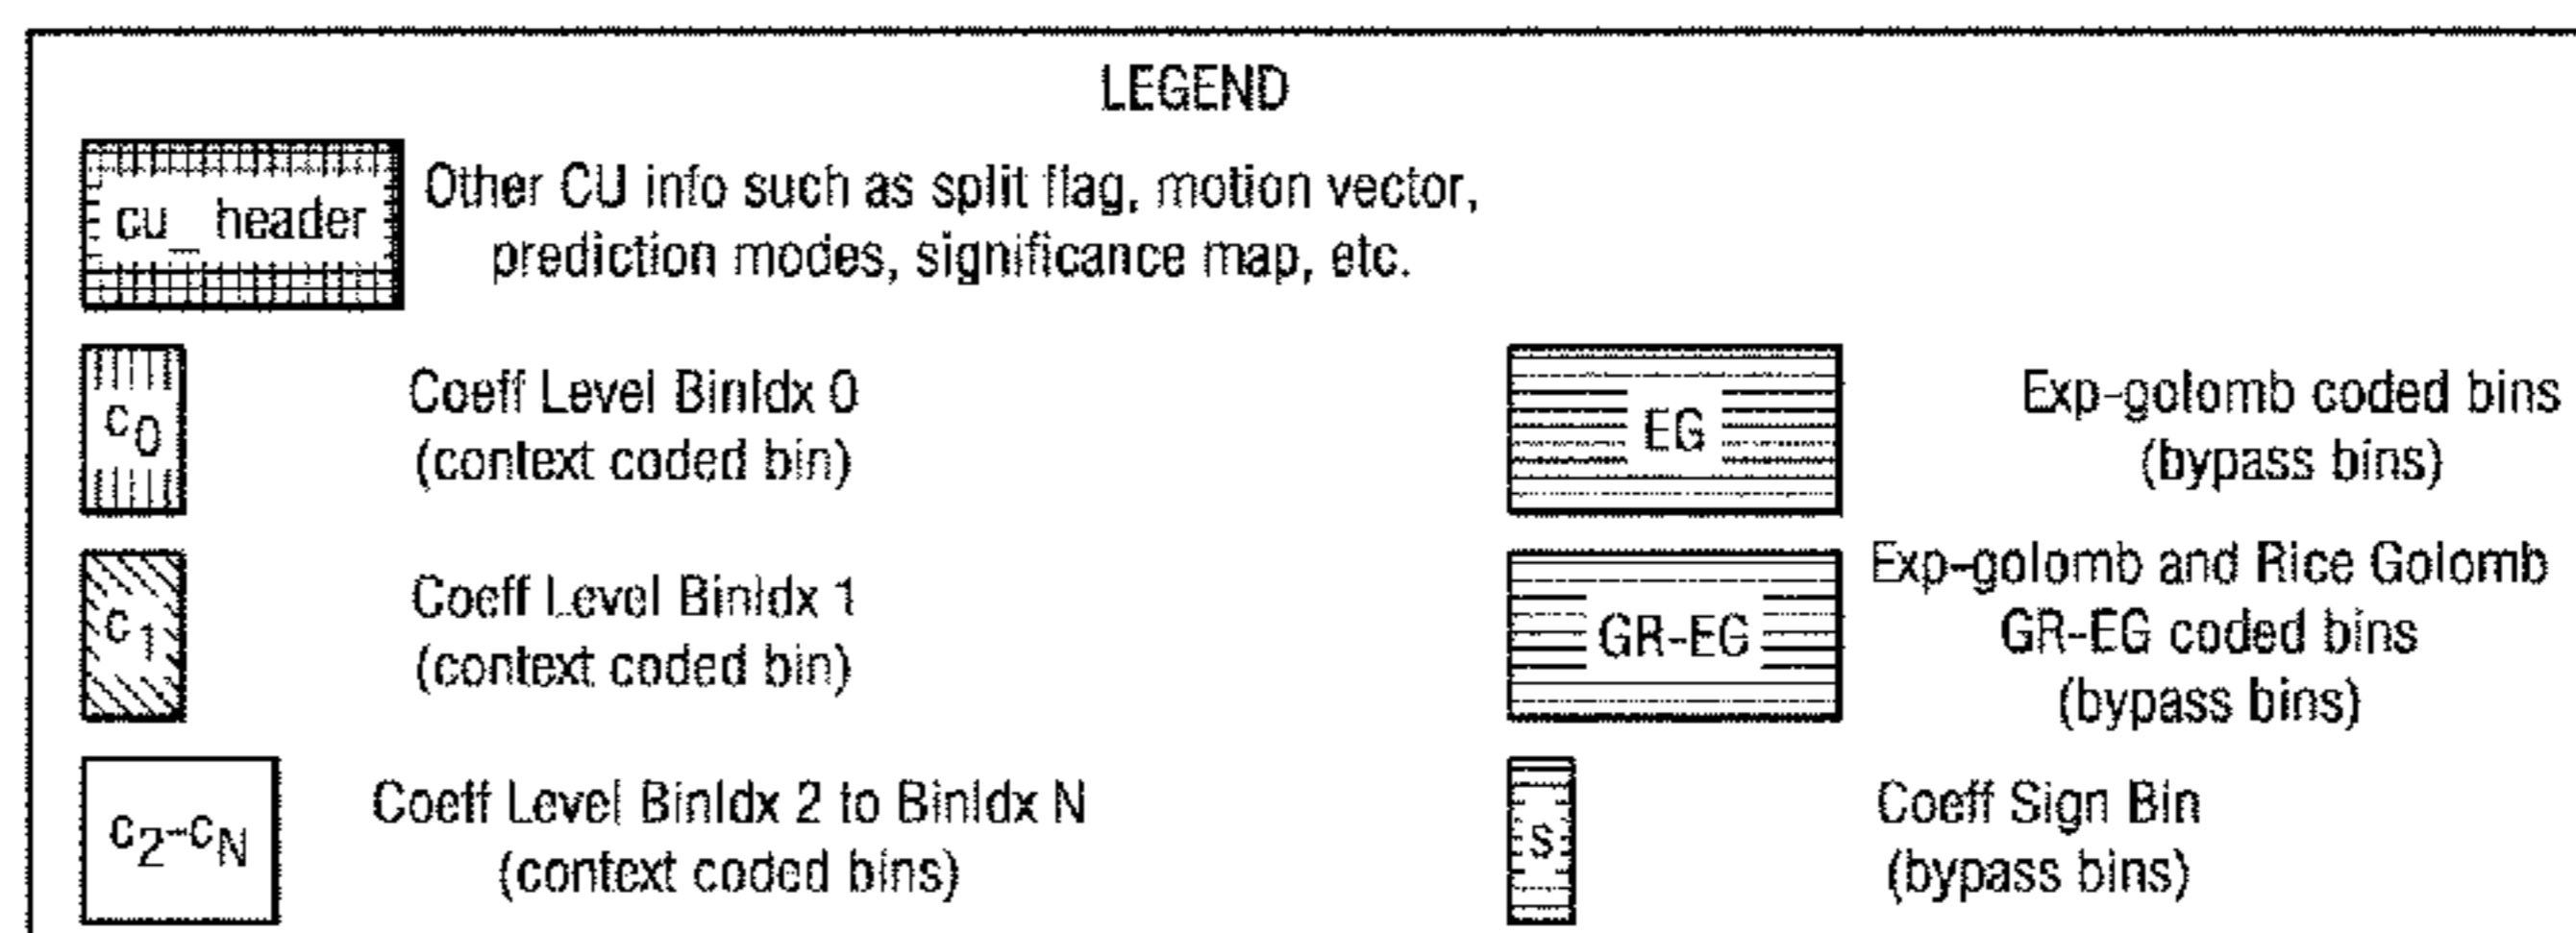 LEGEND
cu_ header
Other CU info such as split flag, motion vector,
prediction modes, significance map, etc.
c0
Coeff Level BinIdx 0
(context coded bin)
c1
Coeff Level BinIdx 1
(context coded bin)
c2-cN
Coeff Level BinIdx 2 to BinIdx N
(context coded bins)
EG
Exp-golomb coded bins
(bypass bins)
GR-EG
Exp-golomb and Rice Golomb
GR-EG coded bins
(bypass bins)
s
Coeff Sign Bin
(bypass bins)